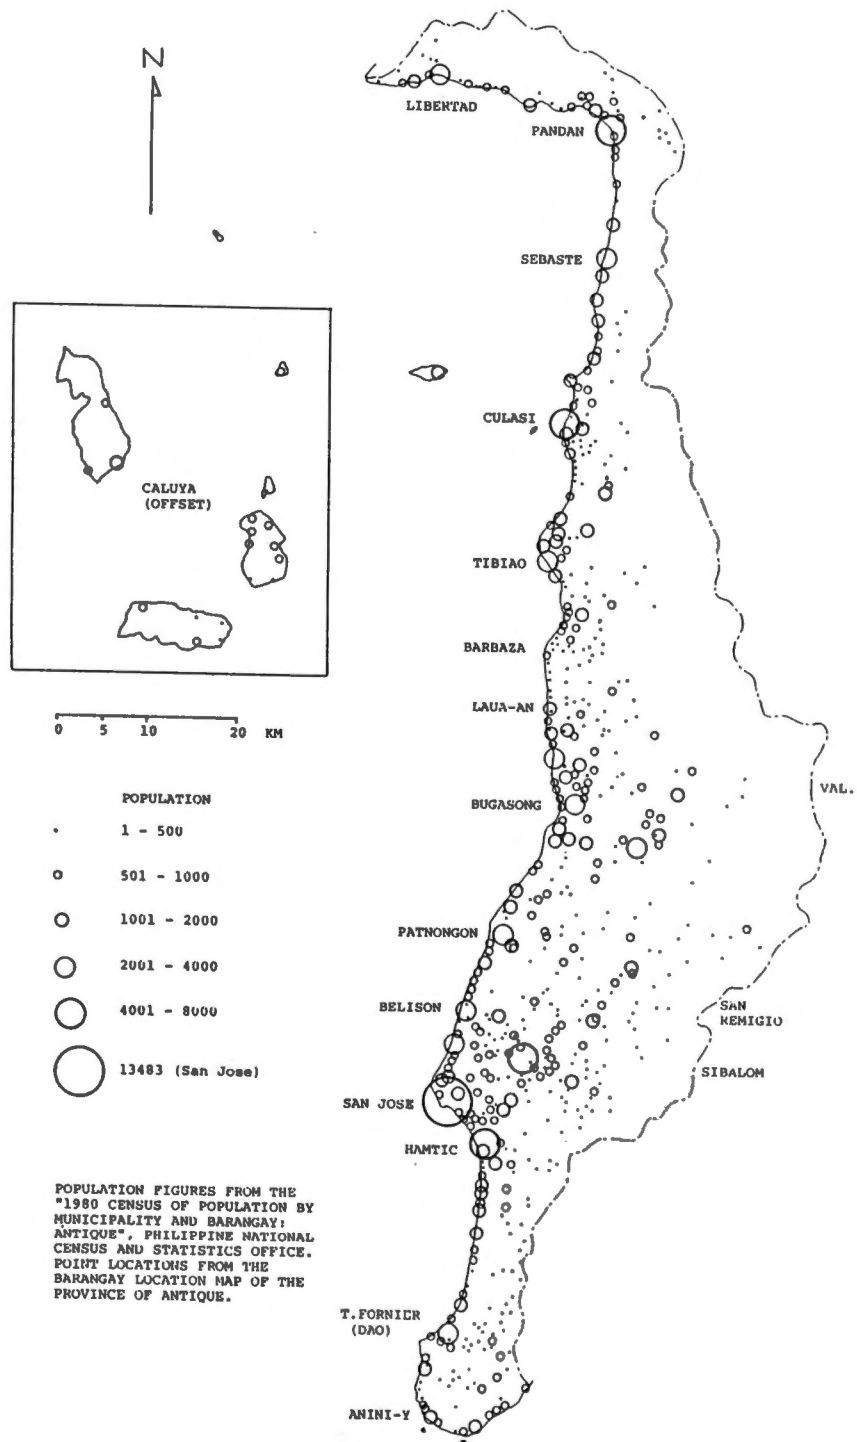 N
LIBERTAD
PANDAN
SEBASTE
CULASI
CALUYA
(OFFSET)
TIBIAO
BARBAZA
LAUA-AN
0 5 10 20 KM
BUGASONG
VAL.
POPULATION
1 - 500
501 - 1000
1001 - 2000
2001 - 4000
4001 - 8000
13483 (San Jose)
PATNONGON
BELISON
SAN
REMIGIO
SIBALOM
SAN JOSE
HAMTIC
POPULATION FIGURES FROM THE
"1980 CENSUS OF POPULATION BY
MUNICIPALITY AND BARANGAY:
ANTIQUE", PHILIPPINE NATIONAL
CENSUS AND STATISTICS OFFICE.
POINT LOCATIONS FROM THE
BARANGAY LOCATION MAP OF THE
PROVINCE OF ANTIQUE.
T.FORNIER
(DAO)
ANINI-Y